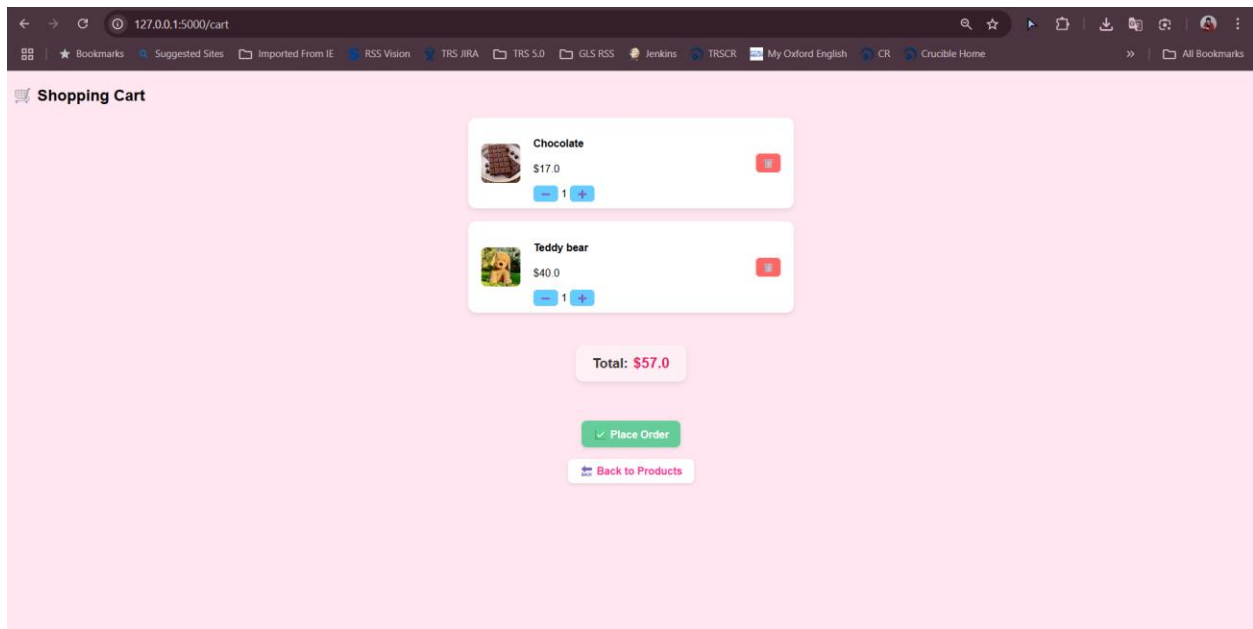 127.0.0.1:5000/cart
Bookmarks Suggested Sites Imported From IE RSS Vision TRS JIRA TRS 5.0 GLS RSS Jenkins TRSCR My Oxford English CR Crucible Home » All Bookmarks
Shopping Cart
Chocolate
$17.0
− 1 +
Teddy bear
$40.0
− 1 +
Total: $57.0
Place Order
Back to Products